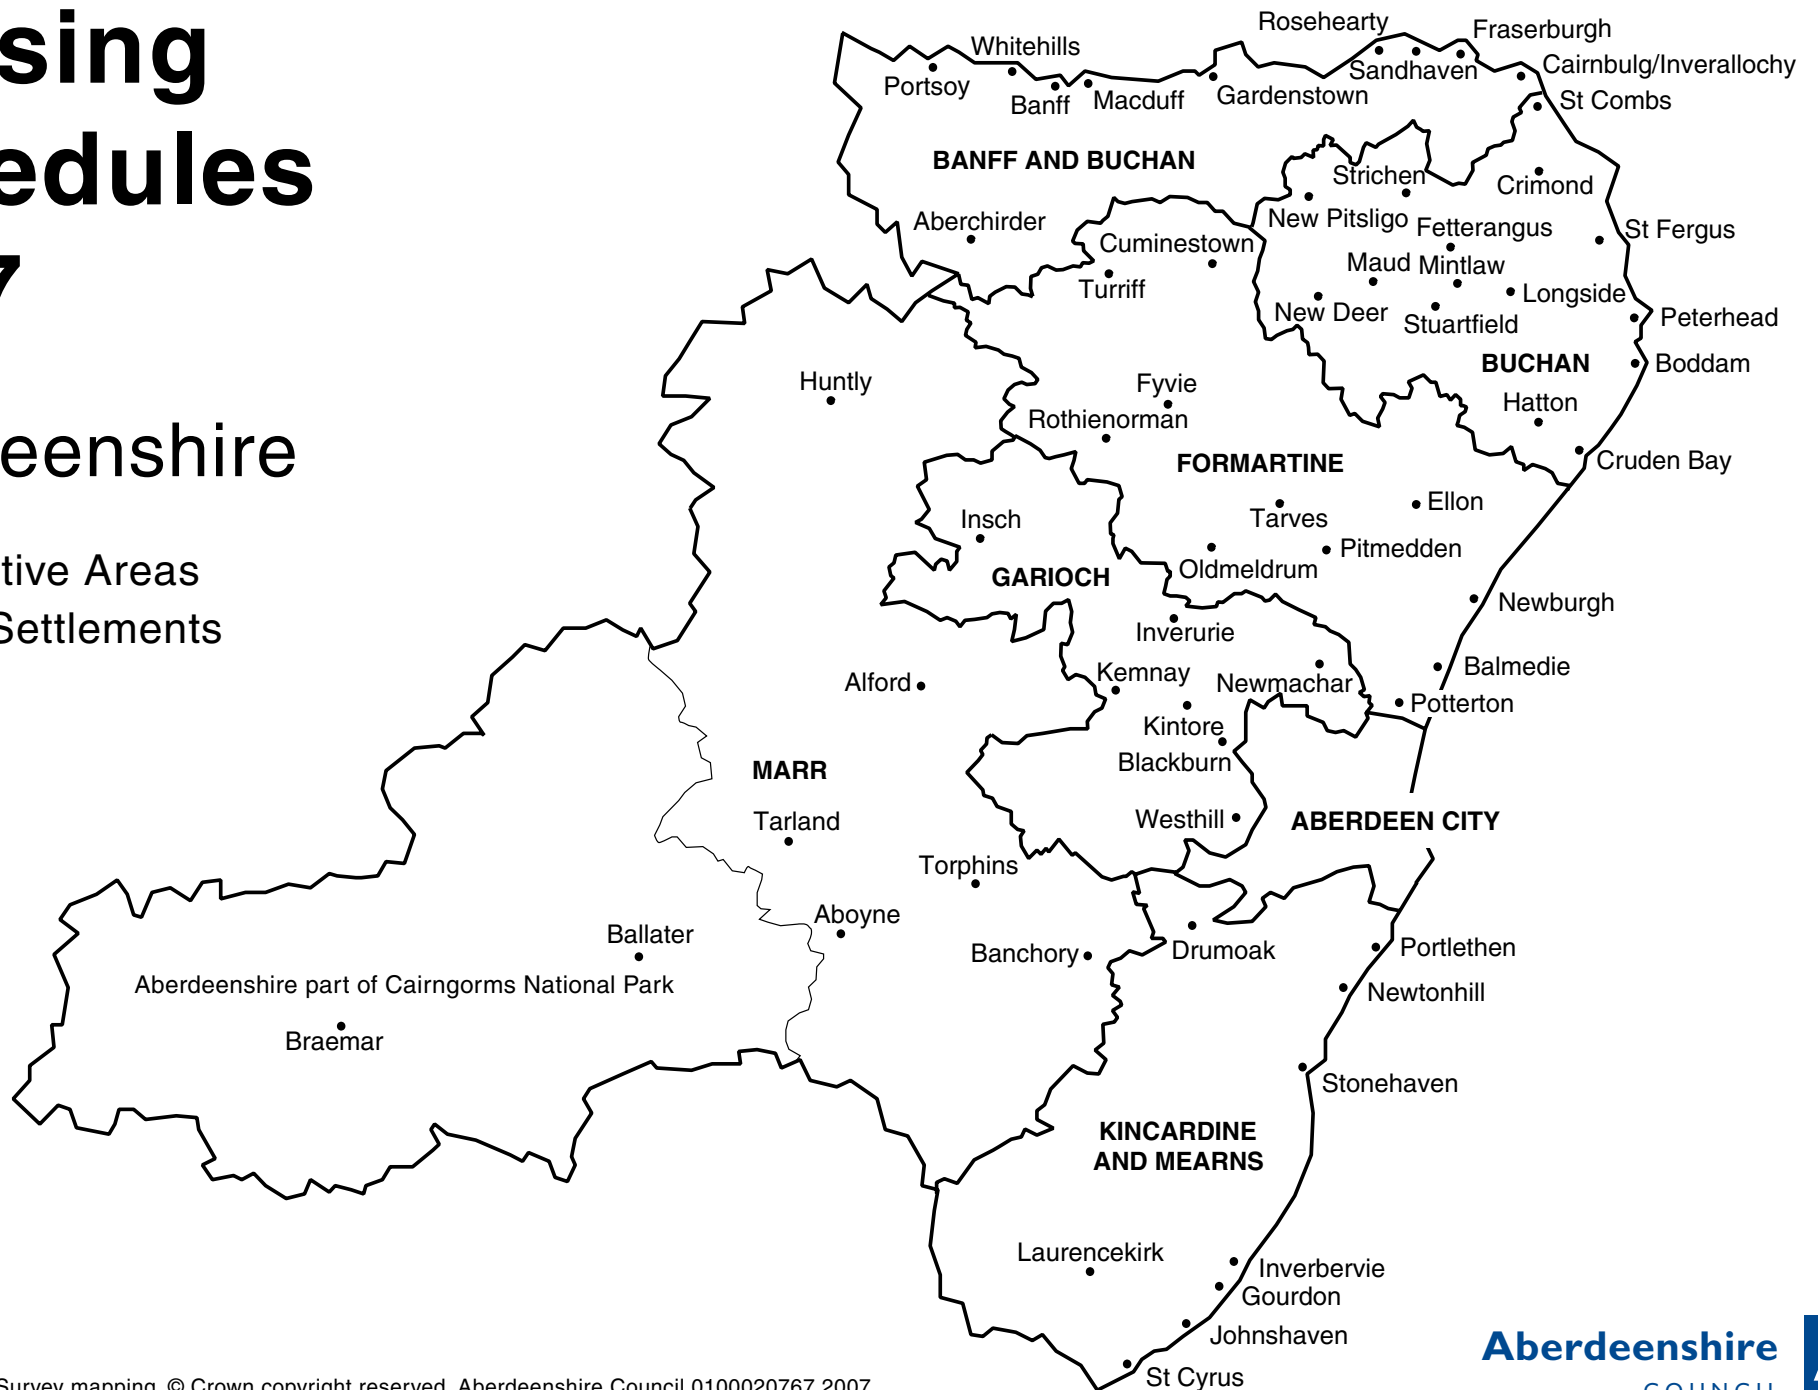 sing
edules
7
eenshire
tive Areas
Settlements
Rosehearty
Fraserburgh
Whitehills
Cairnbulg/Inverallochy
Sandhaven
Portsoy
Banff
Macduff
Gardenstown
St Combs
BANFF AND BUCHAN
Strichen
Crimond
Aberchirder
New Pitsligo
Fetterangus
St Fergus
Cuminestown
Maud
Mintlaw
Turriff
Longside
New Deer
Stuartfield
Peterhead
BUCHAN
Boddam
Huntly
Fyvie
Hatton
Rothienorman
FORMARTINE
Cruden Bay
Ellon
Insch
Tarves
Pitmedden
GARIOCH
Oldmeldrum
Newburgh
Inverurie
Balmedie
Alford
Kemnay
Newmachar
Potterton
Kintore
MARR
Blackburn
Tarland
Westhill
ABERDEEN CITY
Torphins
Aboyne
Ballater
Banchory
Drumoak
Portlethen
Aberdeenshire part of Cairngorms National Park
Newtonhill
Braemar
Stonehaven
KINCARDINE
AND MEARNS
Laurencekirk
Inverbervie
Gourdon
Johnshaven
St Cyrus
Aberdeenshire
COUNCIL
Survey mapping. © Crown copyright reserved. Aberdeenshire Council 0100020767 2007